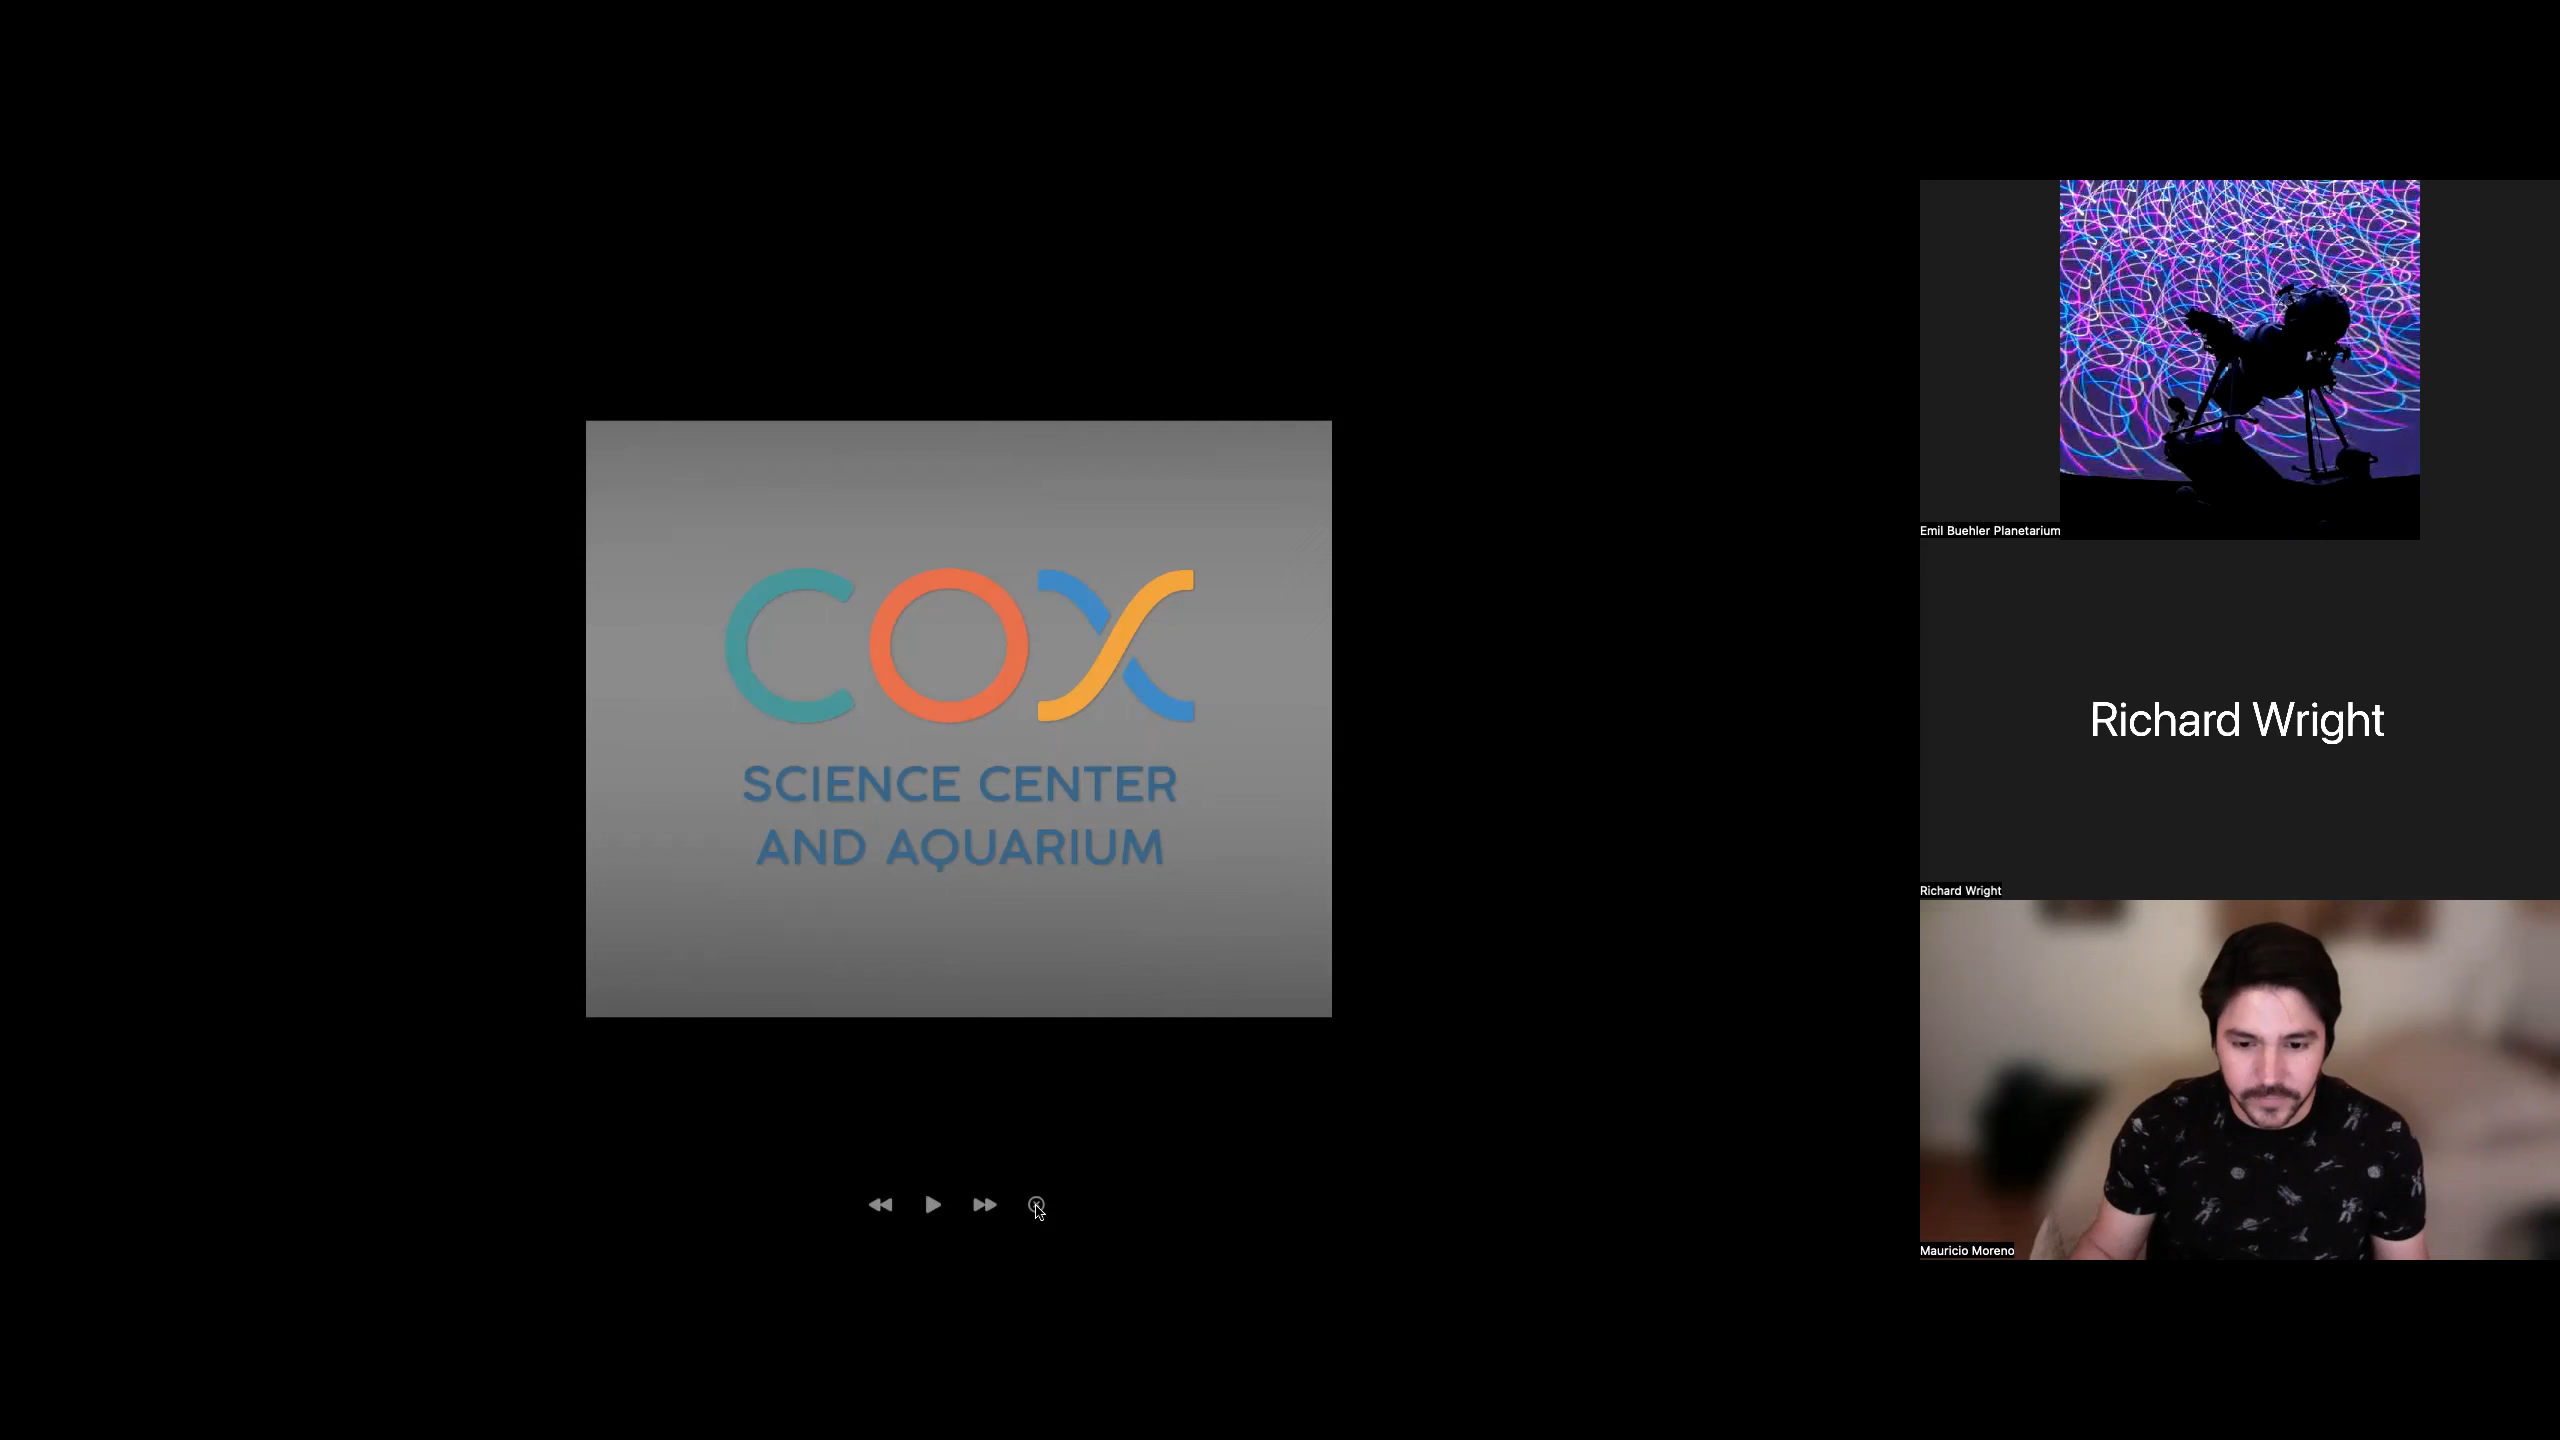 COX
SCIENCE CENTER
AND AQUARIUM
Emil Buehler Planetarium
Richard Wright
Richard Wright
Mauricio Moreno